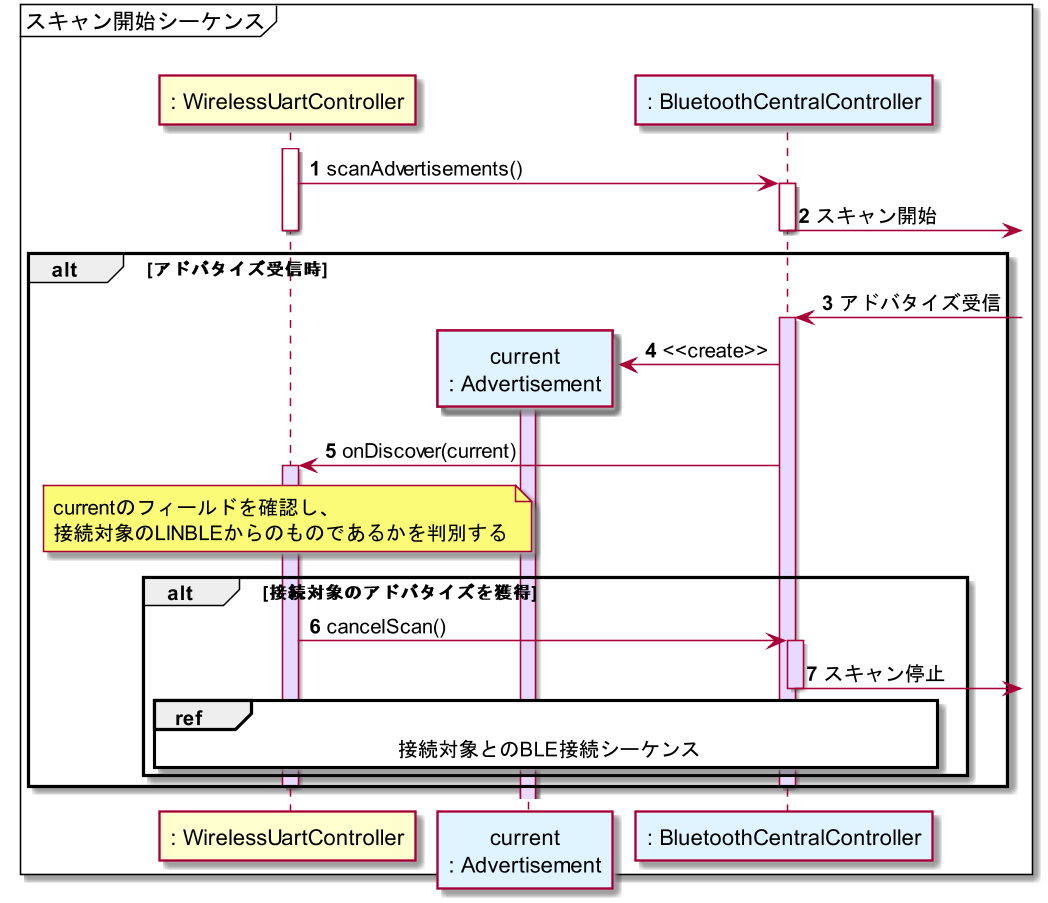 スキャン開始シーケンス
: WirelessUartController
: BluetoothCentralController
1 scanAdvertisements()
2 スキャン開始
alt [アドバタイズ受信時]
3 アドバタイズ受信
current
: Advertisement
4 <<create>>
5 onDiscover(current)
currentのフィールドを確認し、
接続対象のLINBLEからのものであるかを判別する
alt [接続対象のアドバタイズを獲得]
6 cancelScan()
7 スキャン停止
ref
接続対象とのBLE接続シーケンス
: WirelessUartController
current
: Advertisement
: BluetoothCentralController